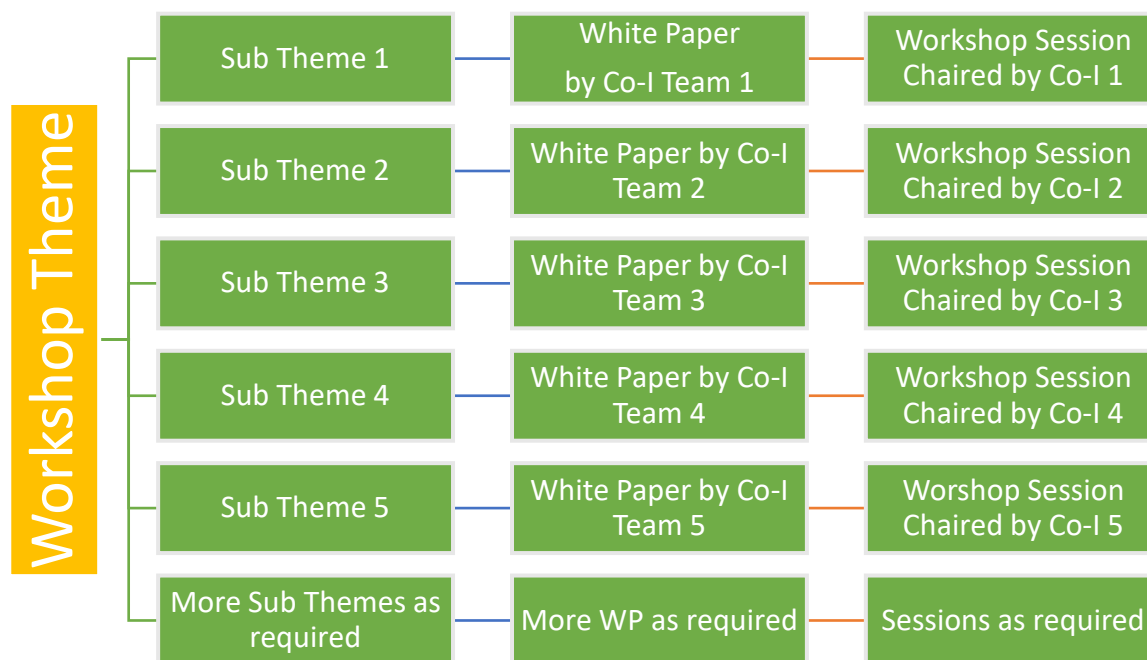 Workshop Theme
Sub Theme 1
White Paper
by Co-I Team 1
Workshop Session
Chaired by Co-I 1
Sub Theme 2
White Paper by Co-I
Team 2
Workshop Session
Chaired by Co-I 2
Sub Theme 3
White Paper by Co-I
Team 3
Workshop Session
Chaired by Co-I 3
Sub Theme 4
White Paper by Co-I
Team 4
Workshop Session
Chaired by Co-I 4
Sub Theme 5
White Paper by Co-I
Team 5
Worshop Session
Chaired by Co-I 5
More Sub Themes as
required
More WP as required
Sessions as required